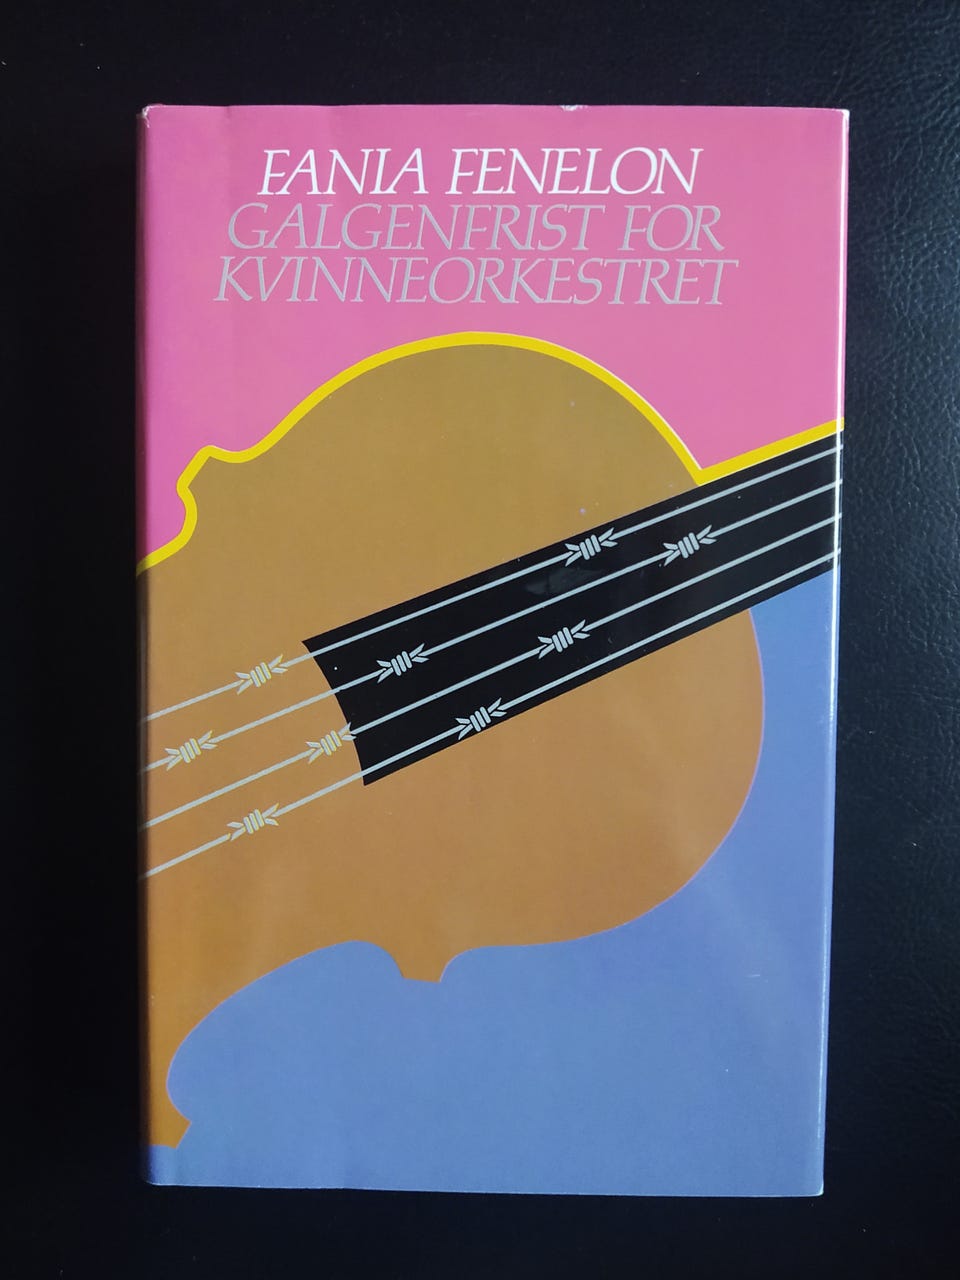 FANIA FENELON
GALGENFRIST FOR
KVINNEORKESTRET